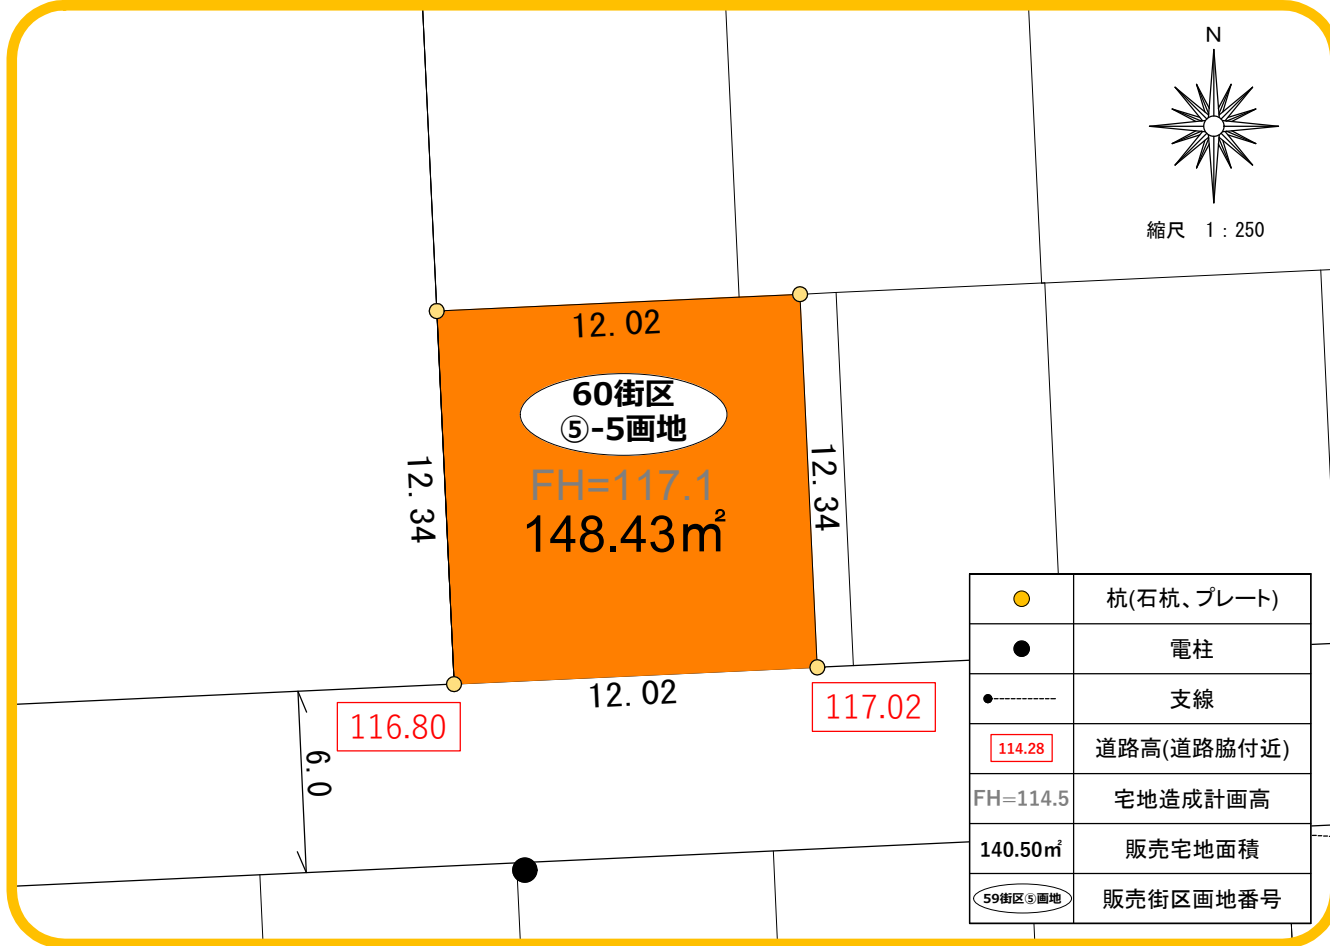 N
縮尺 1：250
12.02
60街区
⑤-5画地
FH=117.1
148.43㎡
12.34
12.34
12.02
116.80
117.02
6.0
杭(石杭、プレート)
電柱
支線
114.28 道路高(道路脇付近)
FH=114.5 宅地造成計画高
140.50㎡ 販売宅地面積
59街区⑤画地 販売街区画地番号